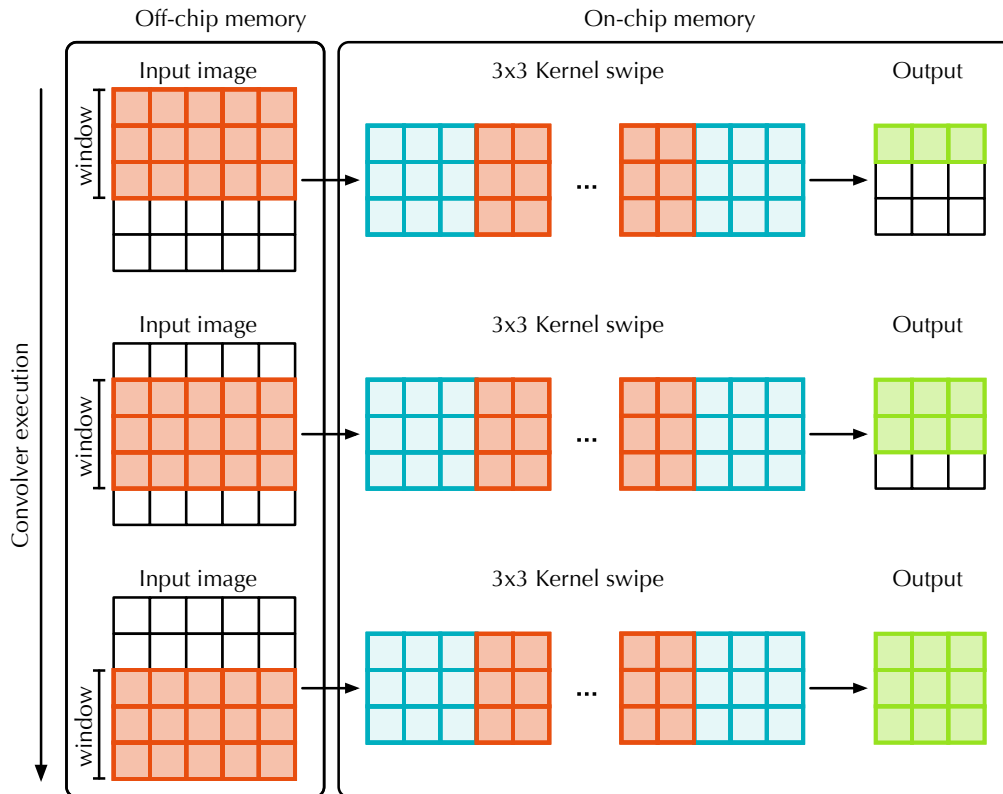 Off-chip memory
On-chip memory
Input image
3x3 Kernel swipe
Output
window
...
Convolver execution
Input image
3x3 Kernel swipe
Output
window
...
Input image
3x3 Kernel swipe
Output
window
...